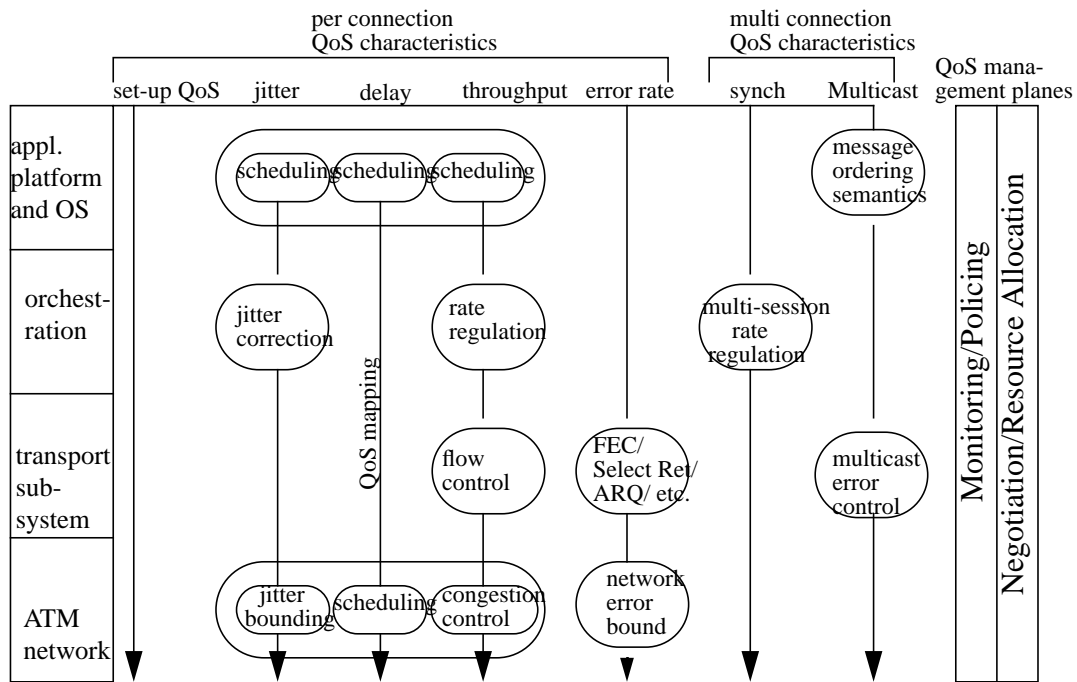 per connection
QoS characteristics
multi connection
QoS characteristics
QoS mana-
gement planes
set-up QoS
jitter
delay
throughput
error rate
synch
Multicast
appl.
platform
and OS
scheduling
scheduling
scheduling
message
ordering
semantics
orchest-
ration
jitter
correction
rate
regulation
multi-session
rate
regulation
QoS mapping
transport
sub-
system
flow
control
FEC/
Select Ret/
ARQ/ etc.
multicast
error
control
ATM
network
jitter
bounding
scheduling
congestion
control
network
error
bound
Monitoring/Policing
Negotiation/Resource Allocation